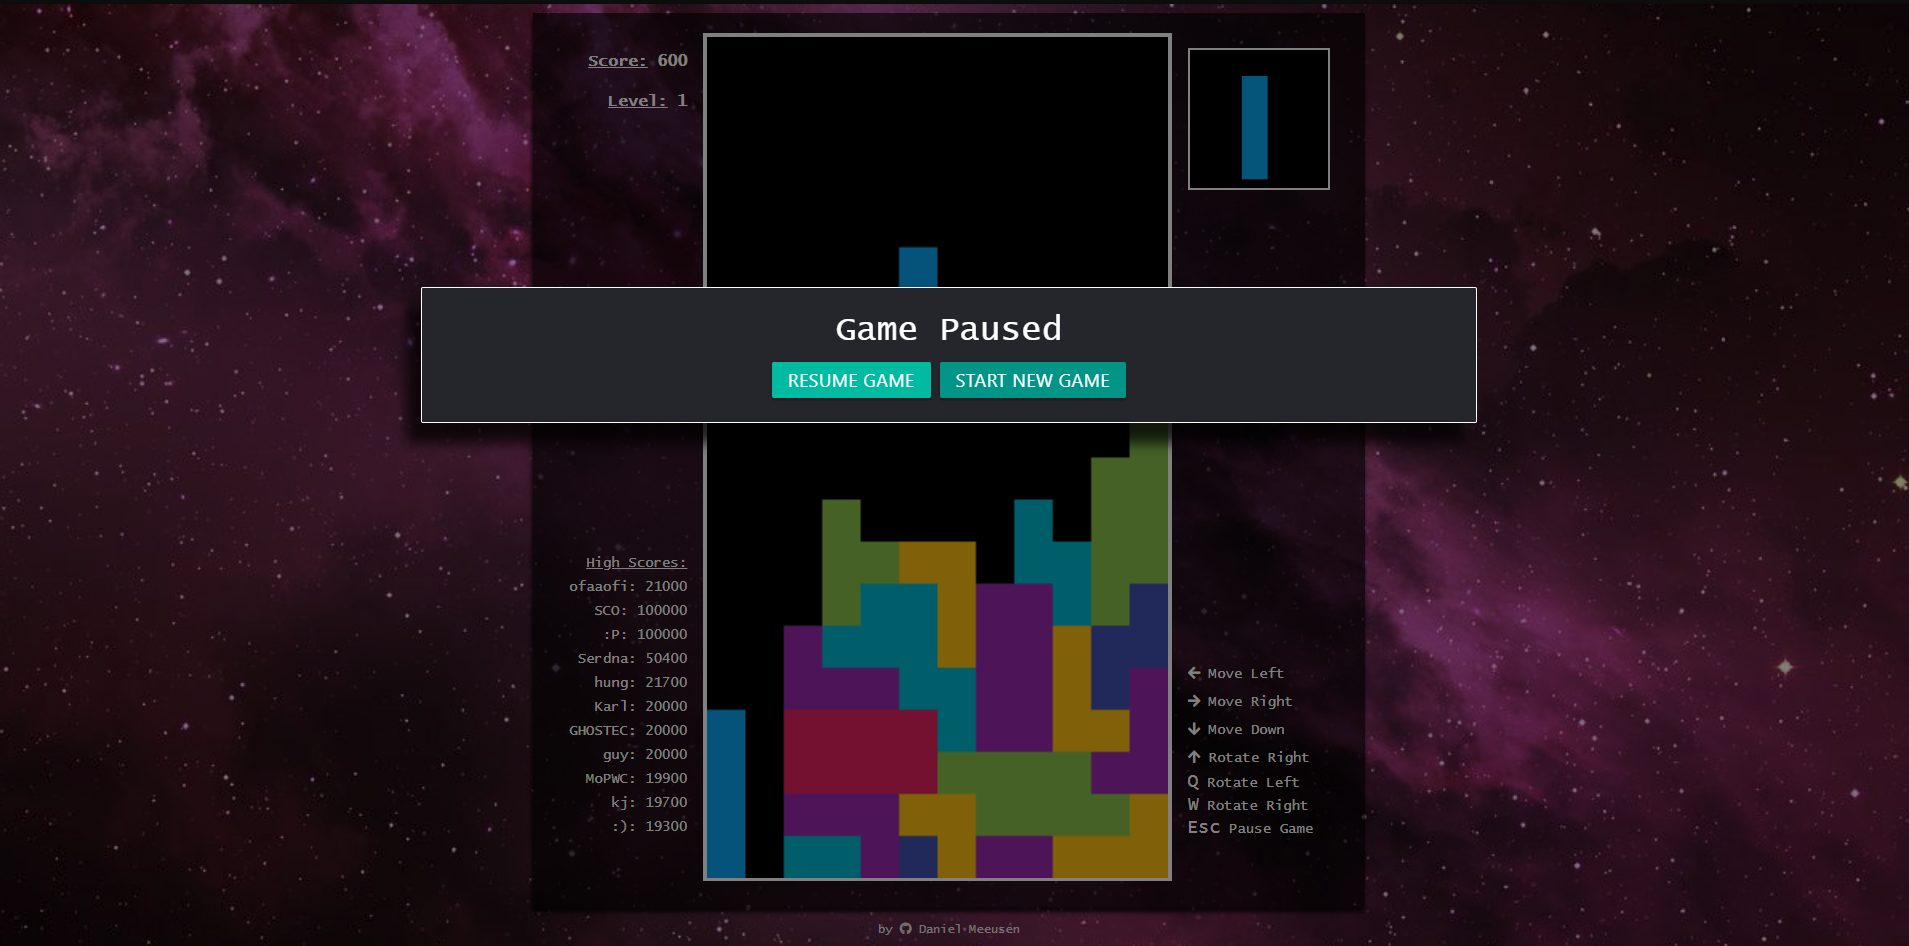 Score: 600
Level: 1
Game Paused
RESUME GAME
START NEW GAME
High Scores:
ofaaofi: 21000
SCO: 100000
:P: 100000
Serdna: 50400
hung: 21700
Karl: 20000
GHOSTEC: 20000
guy: 20000
MoPWC: 19900
kj: 19700
:): 19300
← Move Left
→ Move Right
↓ Move Down
↑ Rotate Right
Q Rotate Left
W Rotate Right
Esc Pause Game
by Daniel Meeusen